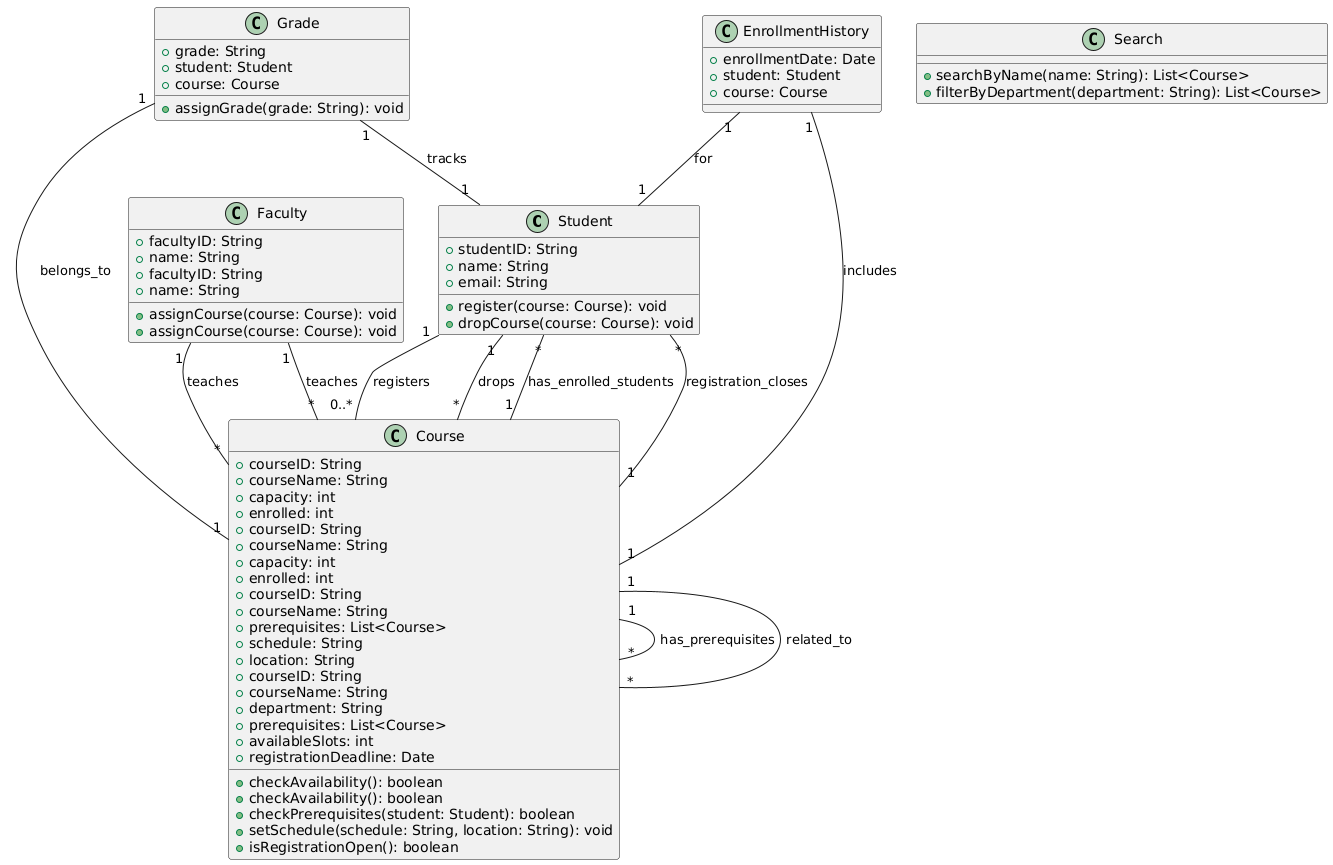 C Grade
grade: String
student: Student
course: Course
assignGrade(grade: String): void
C EnrollmentHistory
enrollmentDate: Date
student: Student
course: Course
C Search
searchByName(name: String): List<Course>
filterByDepartment(department: String): List<Course>
1
1
1
1
tracks
for
1
1
C Faculty
facultyID: String
name: String
facultyID: String
name: String
assignCourse(course: Course): void
assignCourse(course: Course): void
C Student
studentID: String
name: String
email: String
register(course: Course): void
dropCourse(course: Course): void
belongs_to
includes
1
1
1
1
*
*
teaches
teaches
registers
drops
has_enrolled_students
registration_closes
*
*
0..*
*
1
1
1
1
C Course
courseID: String
courseName: String
capacity: int
enrolled: int
courseID: String
courseName: String
capacity: int
enrolled: int
courseID: String
courseName: String
prerequisites: List<Course>
schedule: String
location: String
courseID: String
courseName: String
department: String
prerequisites: List<Course>
availableSlots: int
registrationDeadline: Date
checkAvailability(): boolean
checkAvailability(): boolean
checkPrerequisites(student: Student): boolean
setSchedule(schedule: String, location: String): void
isRegistrationOpen(): boolean
1
1
has_prerequisites
related_to
*
*